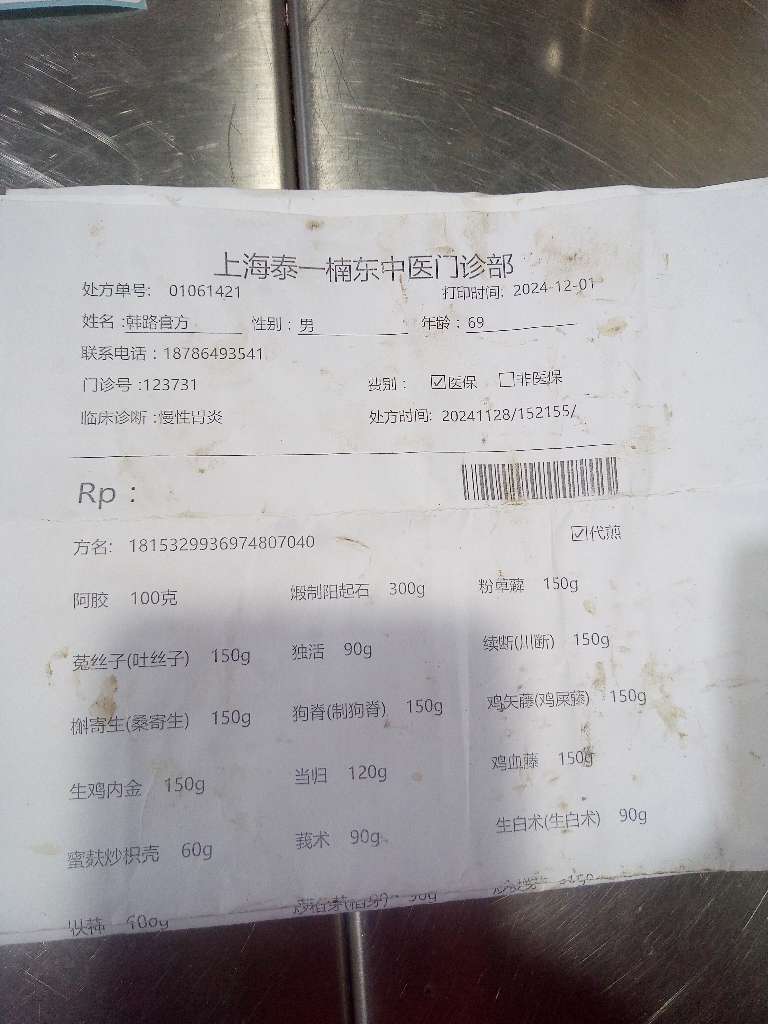 上海泰一楠东中医门诊部
处方单号: 01061421 打印时间: 2024-12-01
姓名:韩路膏方 性别:男 年龄:69
联系电话:18786493541
门诊号:123731 费别: ☑医保 ☐非医保
临床诊断:慢性胃炎 处方时间: 20241128/152155/
Rp:
方名: 1815329936974807040 ☑代煎
阿胶 100克 煅制阳起石 300g 粉萆薢 150g
菟丝子(吐丝子) 150g 独活 90g 续断(川断) 150g
槲寄生(桑寄生) 150g 狗脊(制狗脊) 150g 鸡矢藤(鸡屎藤) 150g
生鸡内金 150g 当归 120g 鸡血藤 150g
蜜麸炒枳壳 60g 莪术 90g 生白术(生白术) 90g